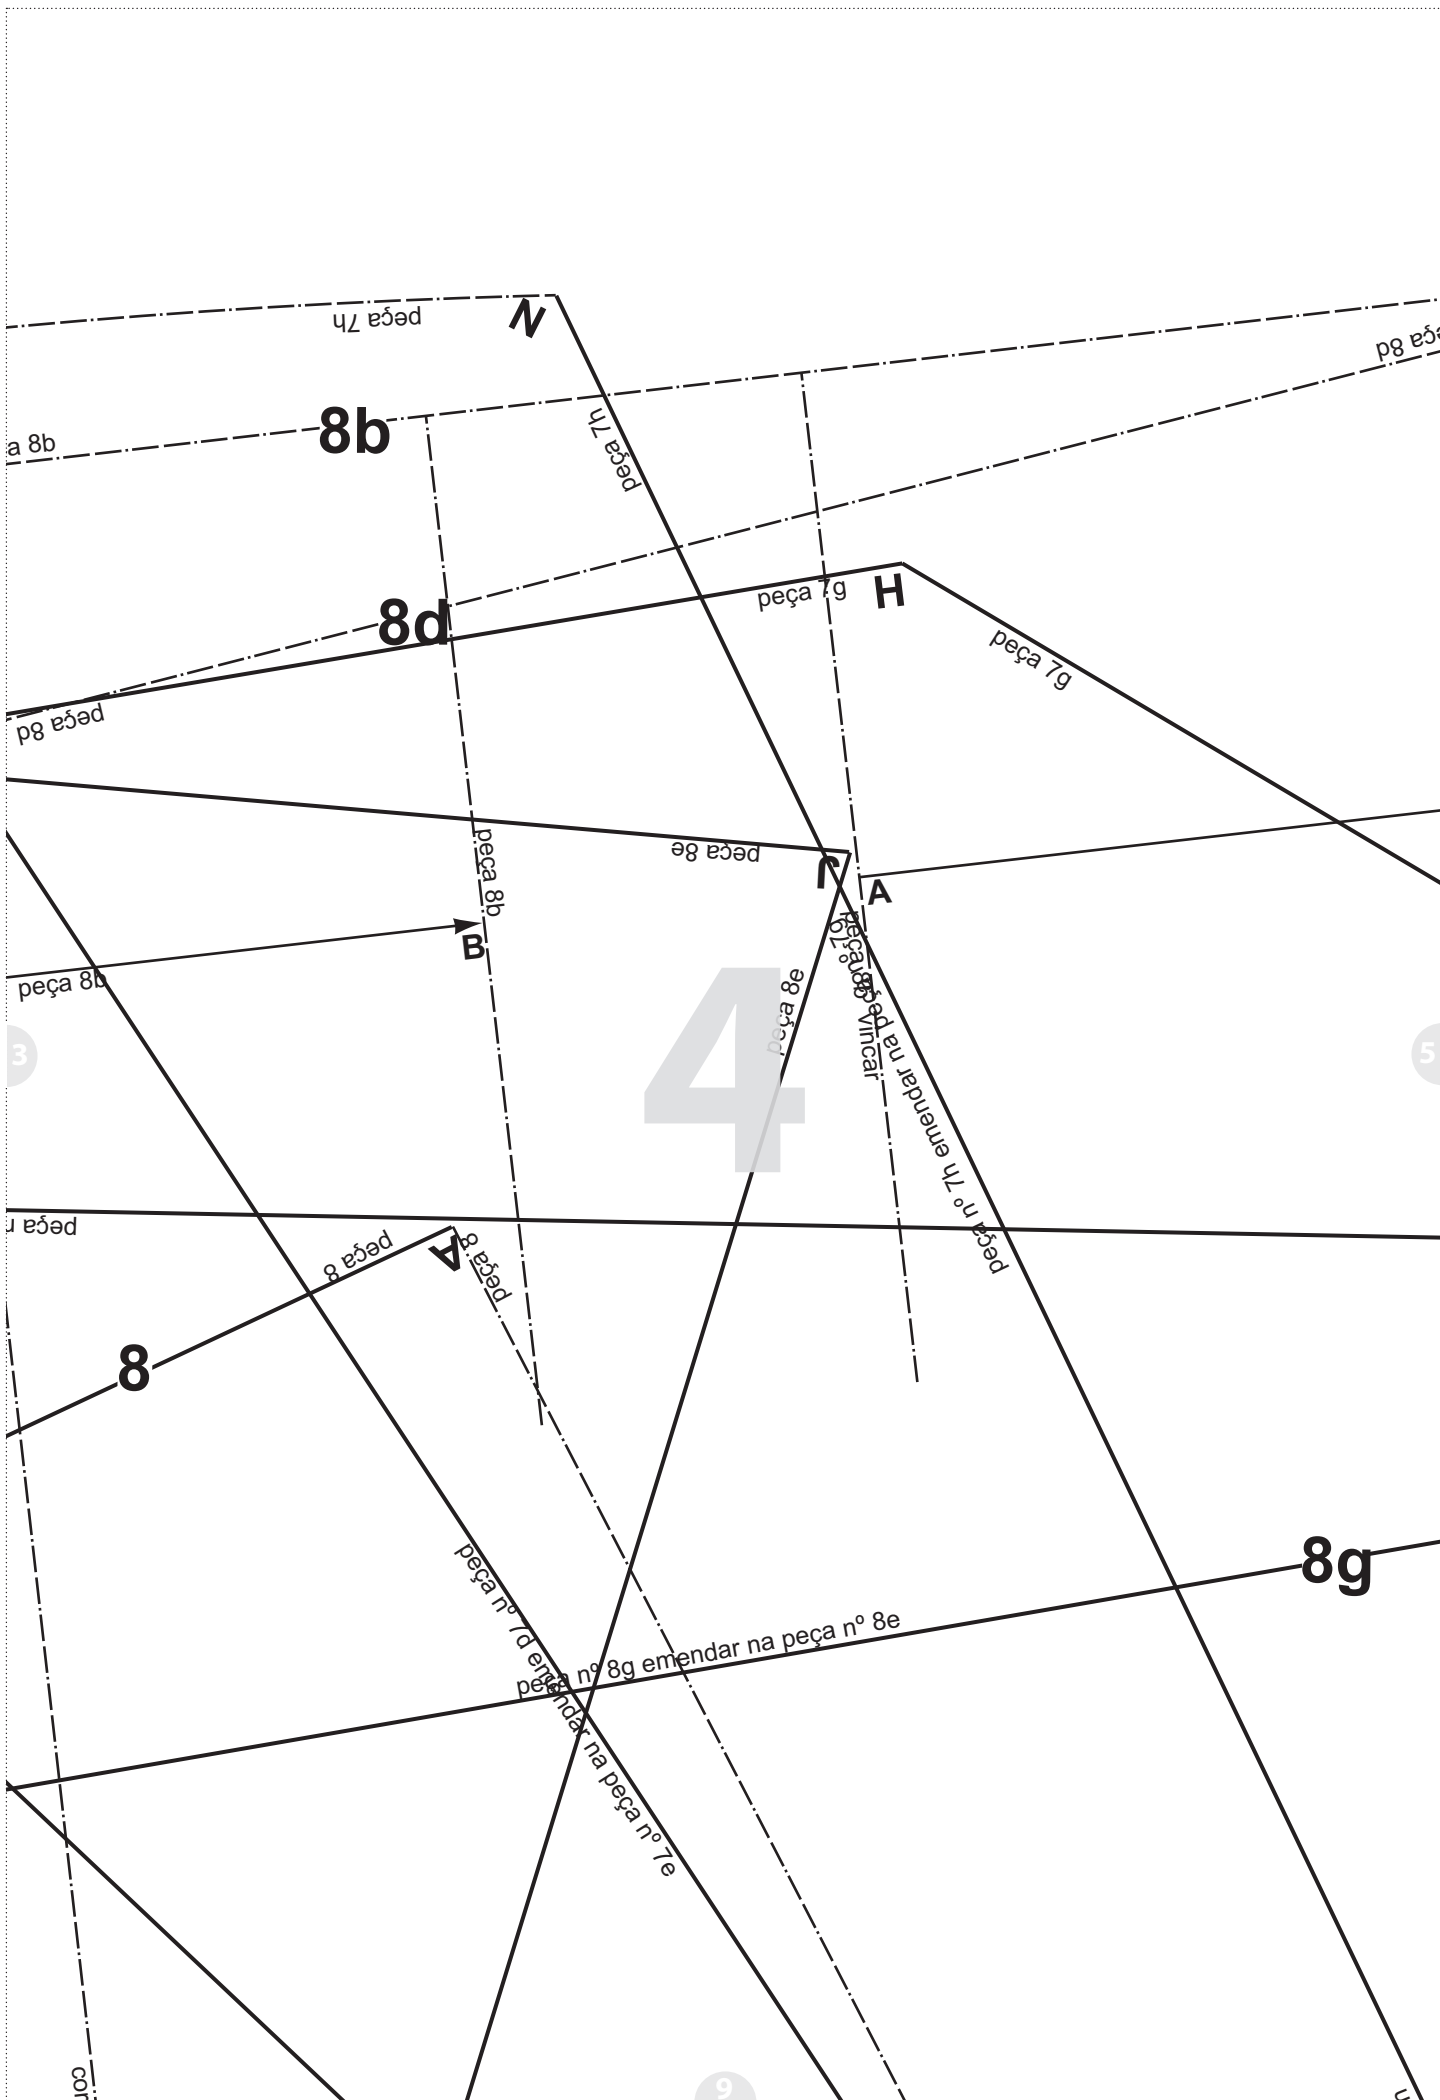 peça 7h
N
8b
a 8b
peça 7h
8d
peça 8d
peça 7g
H
peça 7g
peça 8d
peça 8e
J
A
peça 8b
B
peça 8b
peça 8e
4
3
5
peça 8b vincar
peça nº 7h emendar na peça nº 7g
peça
A
peça 8
peça 8
8
8g
peça nº 7d emendar na peça nº 7e
peça nº 8g emendar na peça nº 8e
9